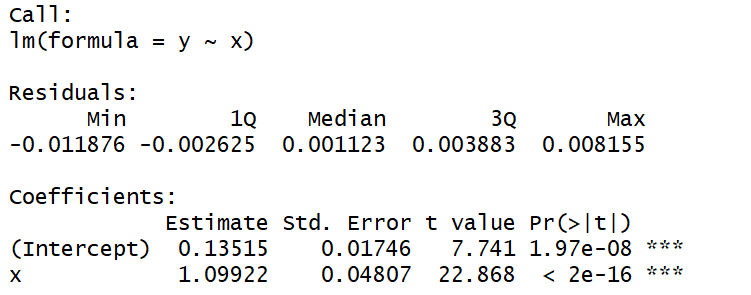 Call:
lm(formula = y ~ x)
Residuals:
Min 1Q Median 3Q Max
-0.011876 -0.002625 0.001123 0.003883 0.008155
Coefficients:
Estimate Std. Error t value Pr(>|t|)
(Intercept) 0.13515 0.01746 7.741 1.97e-08 ***
x 1.09922 0.04807 22.868 < 2e-16 ***